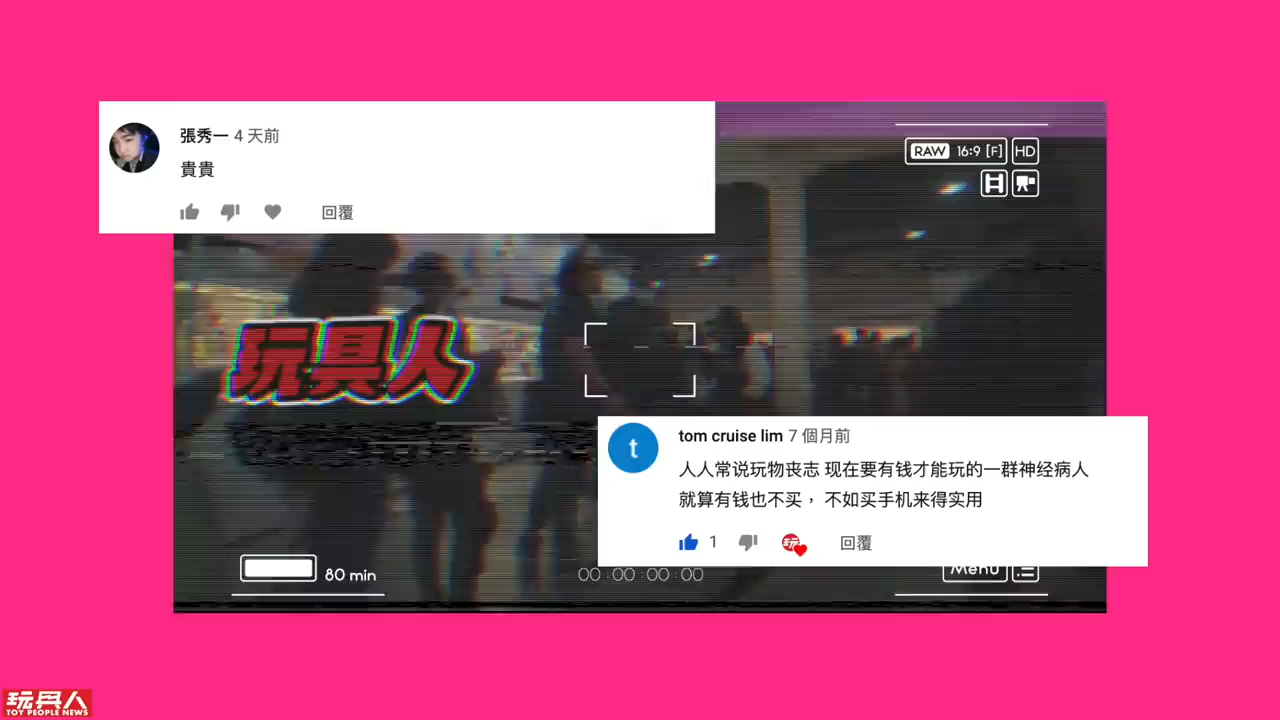 張秀一 4 天前
貴貴
回覆
RAW 16:9 [F] HD
玩具人
tom cruise lim 7 個月前
人人常说玩物丧志 现在要有钱才能玩的一群神经病人
就算有钱也不买， 不如买手机来得实用
1 玩 回覆
80 min
00:00:00:00
Menu
玩具人
TOY PEOPLE NEWS